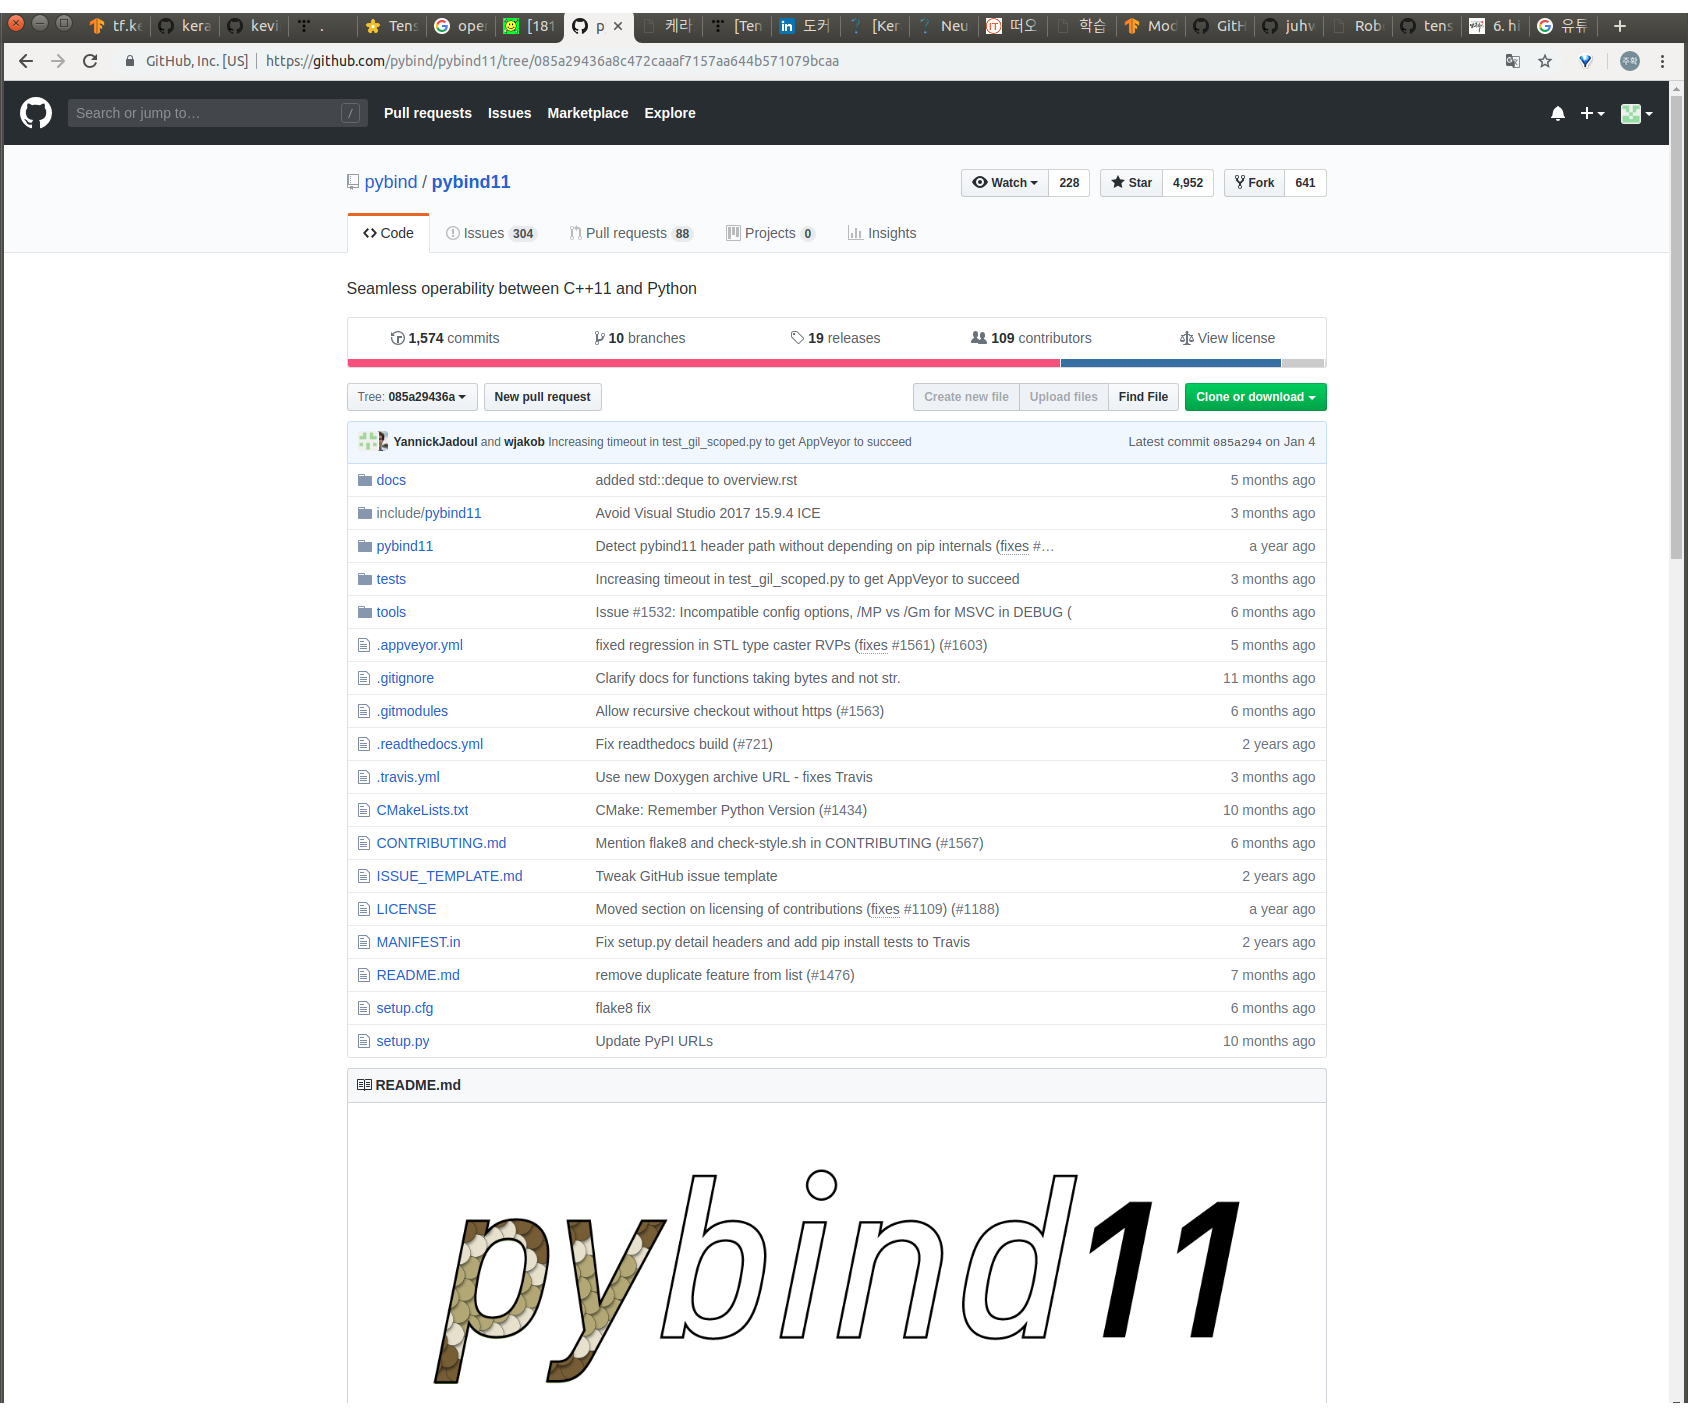 tf.ke kera kevi . Tens oper [181 p 케라 [Ten 도커 [Ker Neu 떠오 학습 Mod GitH juhw Rob tens 6. hi 유튜
GitHub, Inc. [US] https://github.com/pybind/pybind11/tree/085a29436a8c472caaaf7157aa644b571079bcaa 주확
Search or jump to… / Pull requests Issues Marketplace Explore
pybind / pybind11 Watch 228 Star 4,952 Fork 641
Code Issues 304 Pull requests 88 Projects 0 Insights
Seamless operability between C++11 and Python
1,574 commits 10 branches 19 releases 109 contributors View license
Tree: 085a29436a New pull request Create new file Upload files Find File Clone or download
YannickJadoul and wjakob Increasing timeout in test_gil_scoped.py to get AppVeyor to succeed Latest commit 085a294 on Jan 4
docs added std::deque to overview.rst 5 months ago
include/pybind11 Avoid Visual Studio 2017 15.9.4 ICE 3 months ago
pybind11 Detect pybind11 header path without depending on pip internals (fixes #… a year ago
tests Increasing timeout in test_gil_scoped.py to get AppVeyor to succeed 3 months ago
tools Issue #1532: Incompatible config options, /MP vs /Gm for MSVC in DEBUG ( 6 months ago
.appveyor.yml fixed regression in STL type caster RVPs (fixes #1561) (#1603) 5 months ago
.gitignore Clarify docs for functions taking bytes and not str. 11 months ago
.gitmodules Allow recursive checkout without https (#1563) 6 months ago
.readthedocs.yml Fix readthedocs build (#721) 2 years ago
.travis.yml Use new Doxygen archive URL - fixes Travis 3 months ago
CMakeLists.txt CMake: Remember Python Version (#1434) 10 months ago
CONTRIBUTING.md Mention flake8 and check-style.sh in CONTRIBUTING (#1567) 6 months ago
ISSUE_TEMPLATE.md Tweak GitHub issue template 2 years ago
LICENSE Moved section on licensing of contributions (fixes #1109) (#1188) a year ago
MANIFEST.in Fix setup.py detail headers and add pip install tests to Travis 2 years ago
README.md remove duplicate feature from list (#1476) 7 months ago
setup.cfg flake8 fix 6 months ago
setup.py Update PyPI URLs 10 months ago
README.md
pybind11